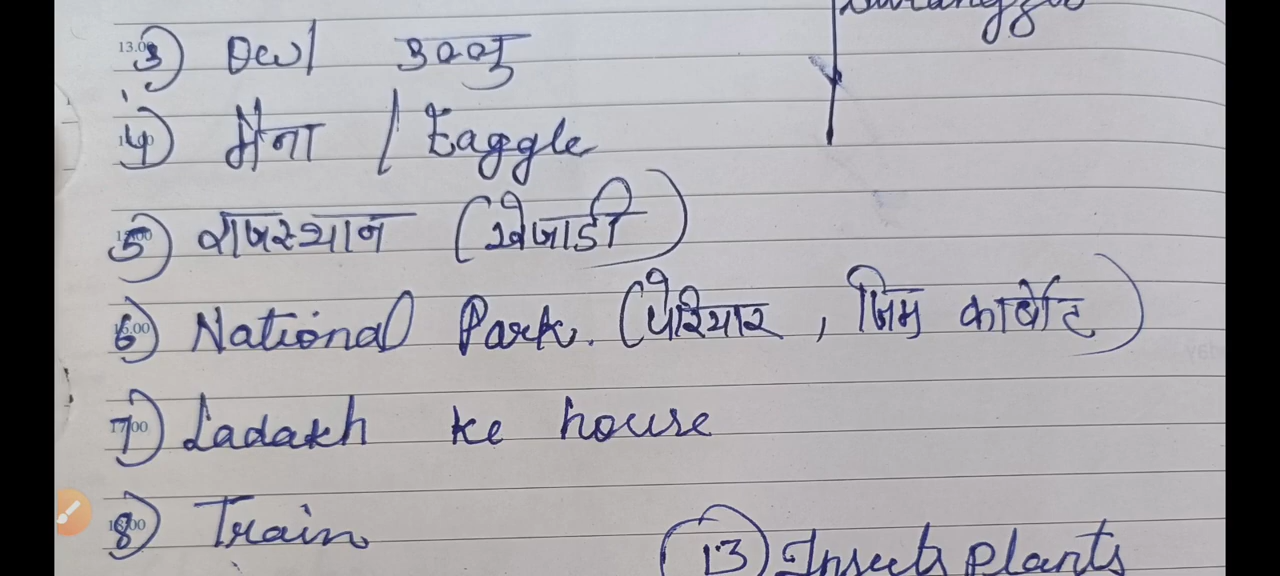 3) Owl उल्लू
4) मैना / Eaggle
5) राजस्थान (खेजाडी)
6) National Park. (पेरियार, जिम कार्बेट)
7) Ladakh ke house
8) Train
13) Insects plants